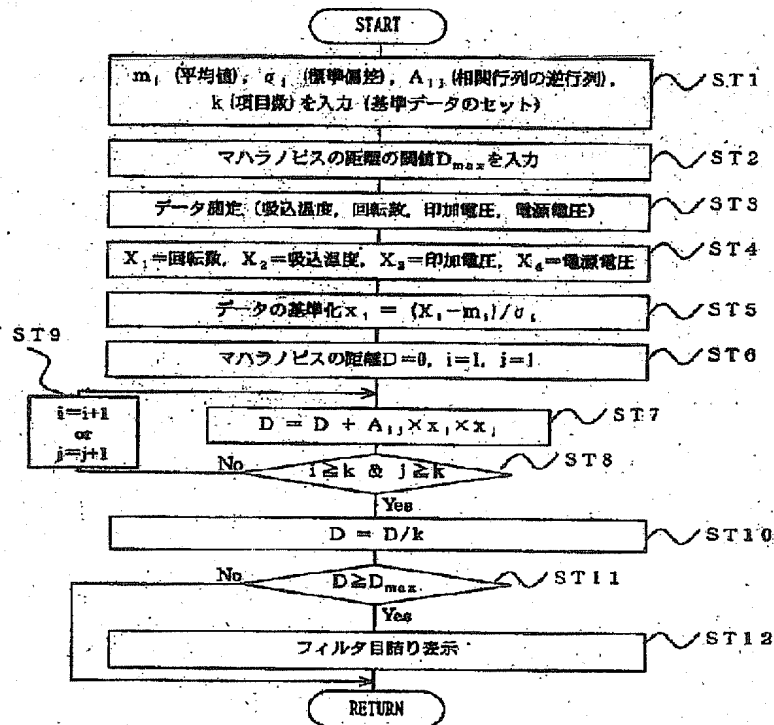 START
m_i (平均値), σ_i (標準偏差), A_ij (相関行列の逆行列),
k (項目数) を入力 (基準データのセット)
ST1
マハラノビスの距離の閾値D_maxを入力
ST2
データ測定 (吸込温度, 回転数, 印加電圧, 電源電圧)
ST3
X_1=回転数, X_2=吸込温度, X_3=印加電圧, X_4=電源電圧
ST4
データの基準化 x_i = (X_i-m_i)/σ_i
ST5
マハラノビスの距離D=0, i=1, j=1
ST6
ST9
i=i+1
or
j=j+1
D = D + A_ij×x_i×x_j
ST7
No
i≧k & j≧k
ST8
Yes
D = D/k
ST10
No
D≧D_max
ST11
Yes
フィルタ目詰り表示
ST12
RETURN